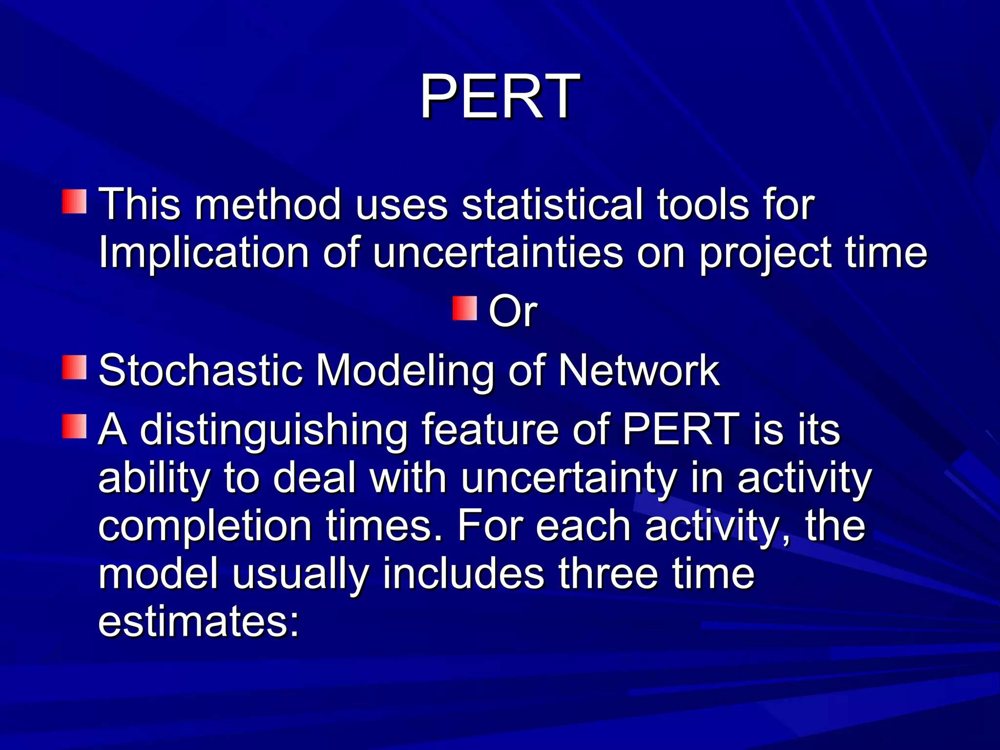 PERT
This method uses statistical tools for
Implication of uncertainties on project time
Or
Stochastic Modeling of Network
A distinguishing feature of PERT is its
ability to deal with uncertainty in activity
completion times. For each activity, the
model usually includes three time
estimates: